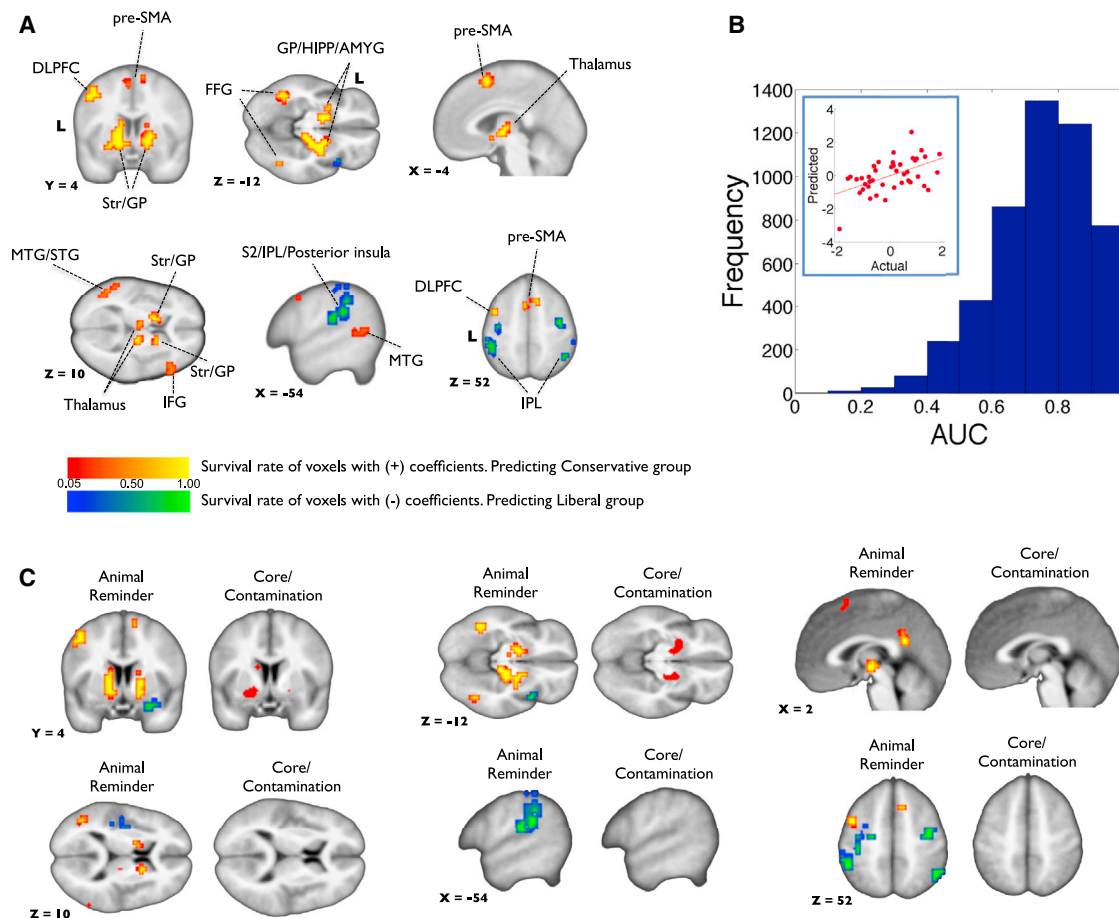 A
pre-SMA
DLPFC
L
Y = 4
Str/GP
GP/HIPP/AMYG
L
FFG
Z = -12
pre-SMA
Thalamus
X = -4
MTG/STG
Str/GP
Str/GP
Z = 10
Thalamus
IFG
S2/IPL/Posterior insula
MTG
X = -54
pre-SMA
DLPFC
L
IPL
Z = 52
0.05 0.50 1.00
Survival rate of voxels with (+) coefficients. Predicting Conservative group
Survival rate of voxels with (-) coefficients. Predicting Liberal group
B
Frequency
1400
1200
1000
800
600
400
200
0
0 0.2 0.4 0.6 0.8
AUC
Predicted
4
2
0
-2
-4
-2 0 2
Actual
C
Animal
Reminder
Core/
Contamination
Y = 4
Animal
Reminder
Core/
Contamination
Z = -12
Animal
Reminder
Core/
Contamination
X = 2
Animal
Reminder
Core/
Contamination
Z = 10
Animal
Reminder
Core/
Contamination
X = -54
Animal
Reminder
Core/
Contamination
Z = 52